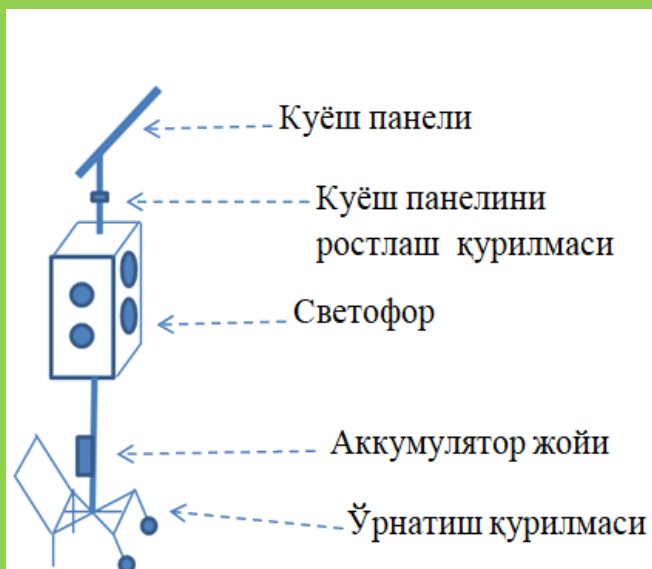 Куёш панели
Куёш панелини
ростлаш қурилмаси
Светофор
Аккумулятор жойи
Ўрнатиш қурилмаси